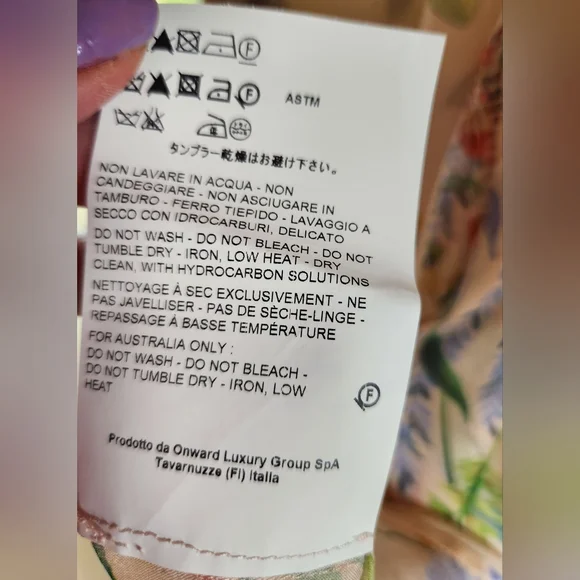 F
F ASTM
タンブラー乾燥はお避け下さい。
NON LAVARE IN ACQUA - NON
CANDEGGIARE - NON ASCIUGARE IN
TAMBURO - FERRO TIEPIDO - LAVAGGIO A
SECCO CON IDROCARBURI, DELICATO
DO NOT WASH - DO NOT BLEACH - DO NOT
TUMBLE DRY - IRON, LOW HEAT - DRY
CLEAN, WITH HYDROCARBON SOLUTIONS
NETTOYAGE À SEC EXCLUSIVEMENT - NE
PAS JAVELLISER - PAS DE SÈCHE-LINGE -
REPASSAGE À BASSE TEMPÉRATURE
FOR AUSTRALIA ONLY :
DO NOT WASH - DO NOT BLEACH -
DO NOT TUMBLE DRY - IRON, LOW
HEAT
F
Prodotto da Onward Luxury Group SpA
Tavarnuzze (FI) Italia